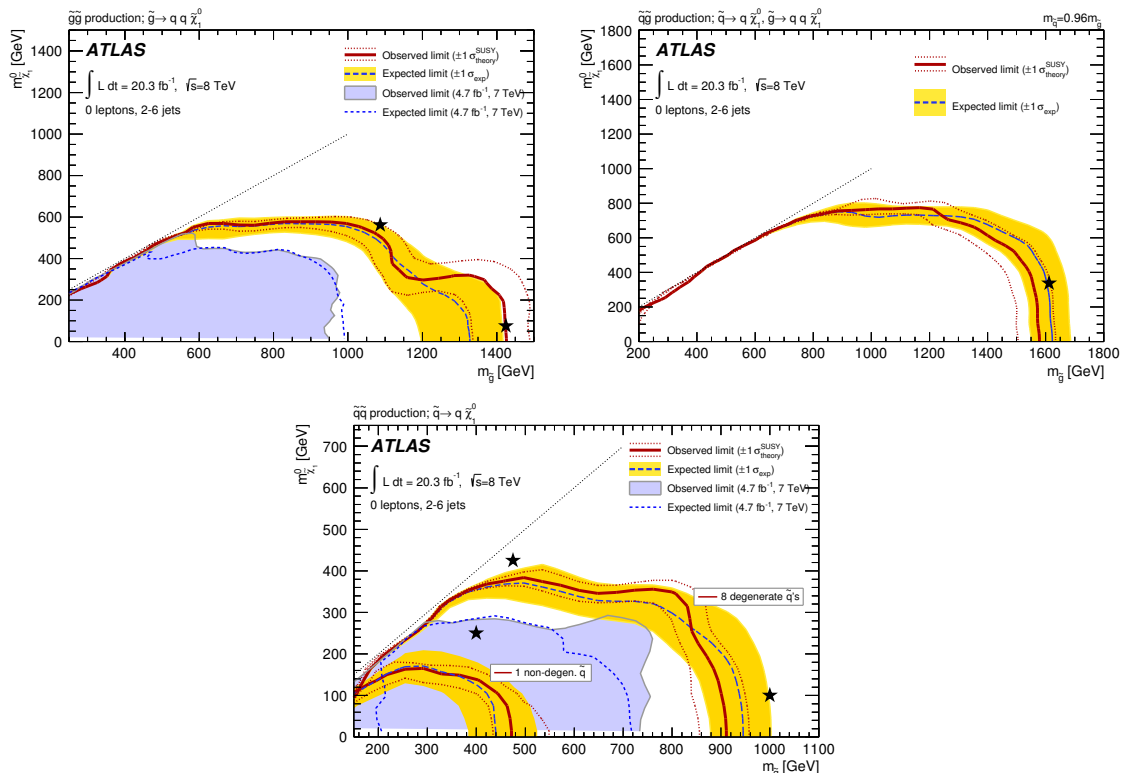 g̃g̃ production; g̃→ q q χ̃₁⁰
m_χ̃₁⁰ [GeV]
ATLAS
∫ L dt = 20.3 fb⁻¹, √s=8 TeV
0 leptons, 2-6 jets
Observed limit (±1 σ_theory^SUSY)
Expected limit (±1 σ_exp)
Observed limit (4.7 fb⁻¹, 7 TeV)
Expected limit (4.7 fb⁻¹, 7 TeV)
1400
1200
1000
800
600
400
200
0
400 600 800 1000 1200 1400
m_g̃ [GeV]
q̃g̃ production; q̃→ q χ̃₁⁰, g̃→ q q χ̃₁⁰
m_q̃=0.96m_g̃
m_χ̃₁⁰ [GeV]
ATLAS
∫ L dt = 20.3 fb⁻¹, √s=8 TeV
0 leptons, 2-6 jets
Observed limit (±1 σ_theory^SUSY)
Expected limit (±1 σ_exp)
1800
1600
1400
1200
1000
800
600
400
200
0
200 400 600 800 1000 1200 1400 1600 1800
m_g̃ [GeV]
q̃q̃ production; q̃→ q χ̃₁⁰
m_χ̃₁⁰ [GeV]
ATLAS
∫ L dt = 20.3 fb⁻¹, √s=8 TeV
0 leptons, 2-6 jets
Observed limit (±1 σ_theory^SUSY)
Expected limit (±1 σ_exp)
Observed limit (4.7 fb⁻¹, 7 TeV)
Expected limit (4.7 fb⁻¹, 7 TeV)
8 degenerate q̃'s
1 non-degen. q̃
700
600
500
400
300
200
100
0
200 300 400 500 600 700 800 900 1000 1100
m_q̃ [GeV]